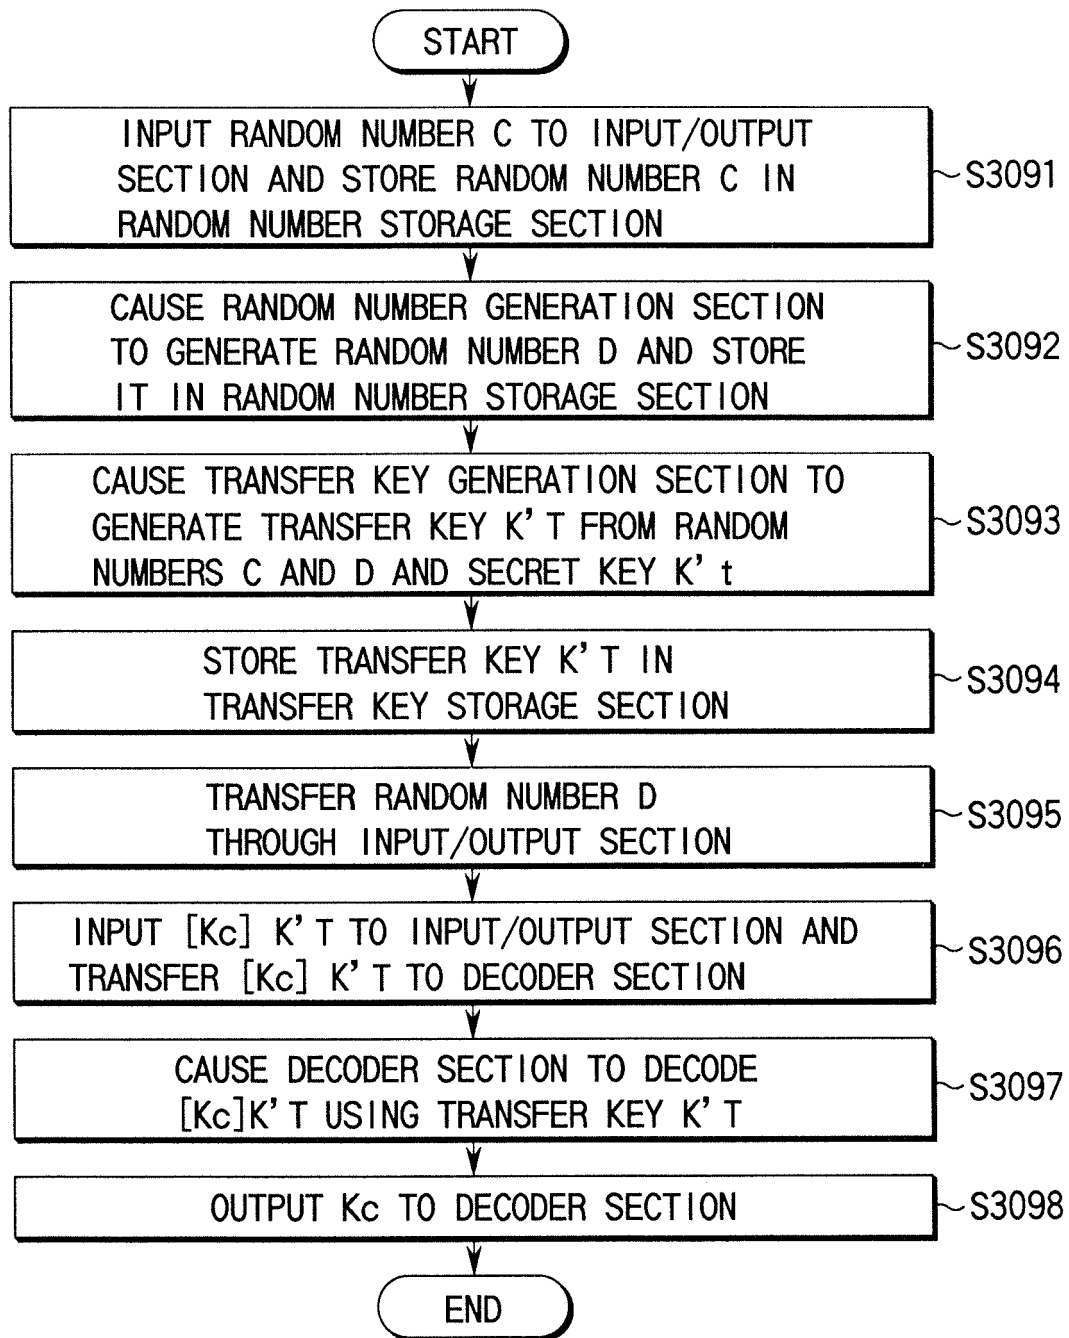 START
INPUT RANDOM NUMBER C TO INPUT/OUTPUT
SECTION AND STORE RANDOM NUMBER C IN
RANDOM NUMBER STORAGE SECTION
S3091
CAUSE RANDOM NUMBER GENERATION SECTION
TO GENERATE RANDOM NUMBER D AND STORE
IT IN RANDOM NUMBER STORAGE SECTION
S3092
CAUSE TRANSFER KEY GENERATION SECTION TO
GENERATE TRANSFER KEY K'T FROM RANDOM
NUMBERS C AND D AND SECRET KEY K't
S3093
STORE TRANSFER KEY K'T IN
TRANSFER KEY STORAGE SECTION
S3094
TRANSFER RANDOM NUMBER D
THROUGH INPUT/OUTPUT SECTION
S3095
INPUT [Kc] K'T TO INPUT/OUTPUT SECTION AND
TRANSFER [Kc] K'T TO DECODER SECTION
S3096
CAUSE DECODER SECTION TO DECODE
[Kc]K'T USING TRANSFER KEY K'T
S3097
OUTPUT Kc TO DECODER SECTION
S3098
END